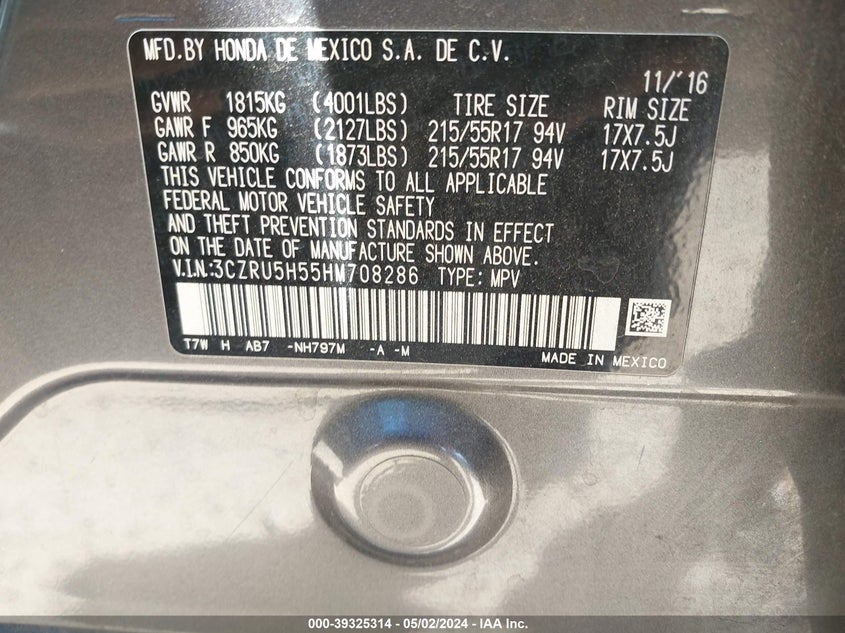 MFD.BY HONDA DE MEXICO S.A. DE C.V.
11/'16
GVWR 1815KG (4001LBS) TIRE SIZE RIM SIZE
GAWR F 965KG (2127LBS) 215/55R17 94V 17X7.5J
GAWR R 850KG (1873LBS) 215/55R17 94V 17X7.5J
THIS VEHICLE CONFORMS TO ALL APPLICABLE
FEDERAL MOTOR VEHICLE SAFETY
AND THEFT PREVENTION STANDARDS IN EFFECT
ON THE DATE OF MANUFACTURE SHOWN ABOVE.
V.I.N:3CZRU5H55HM708286 TYPE: MPV
T7W H AB7 -NH797M -A -M
MADE IN MEXICO
000-39325314 - 05/02/2024 - IAA Inc.